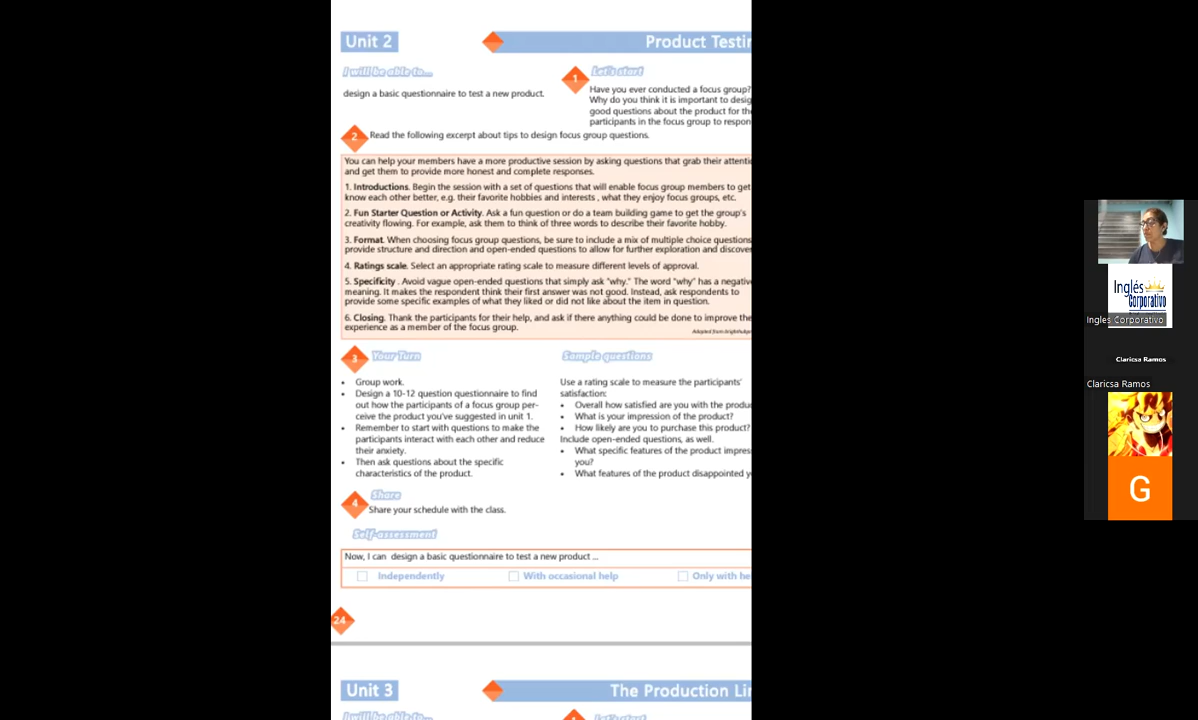 Unit 2
Product Testin
I will be able to...
design a basic questionnaire to test a new product.
1
Let's start
Have you ever conducted a focus group?
Why do you think it is important to desig
good questions about the product for the
participants in the focus group to respon
2
Read the following excerpt about tips to design focus group questions.
You can help your members have a more productive session by asking questions that grab their attentio
and get them to provide more honest and complete responses.
1. Introductions. Begin the session with a set of questions that will enable focus group members to get
know each other better, e.g. their favorite hobbies and interests , what they enjoy focus groups, etc.
2. Fun Starter Question or Activity. Ask a fun question or do a team building game to get the group's
creativity flowing. For example, ask them to think of three words to describe their favorite hobby.
3. Format. When choosing focus group questions, be sure to include a mix of multiple choice questions
provide structure and direction and open-ended questions to allow for further exploration and discover
4. Ratings scale. Select an appropriate rating scale to measure different levels of approval.
5. Specificity . Avoid vague open-ended questions that simply ask "why." The word "why" has a negativ
meaning. It makes the respondent think their first answer was not good. Instead, ask respondents to
provide some specific examples of what they liked or did not like about the item in question.
6. Closing. Thank the participants for their help, and ask if there anything could be done to improve the
experience as a member of the focus group.
Adapted from
3
Your Turn
• Group work.
• Design a 10-12 question questionnaire to find
out how the participants of a focus group per-
ceive the product you've suggested in unit 1.
• Remember to start with questions to make the
participants interact with each other and reduce
their anxiety.
• Then ask questions about the specific
characteristics of the product.
Sample questions
Use a rating scale to measure the participants'
satisfaction:
• Overall how satisfied are you with the produ
• What is your impression of the product?
• How likely are you to purchase this product?
Include open-ended questions, as well.
• What specific features of the product impres
you?
• What features of the product disappointed y
4
Share
Share your schedule with the class.
Self-assessment
Now, I can design a basic questionnaire to test a new product ...
Independently
With occasional help
Only with he
24
Unit 3
The Production Li
I will be able to...
Let's start
Inglés
Corporativo
Ingles Corporativo
Claricsa Ramos
Claricsa Ramos
G